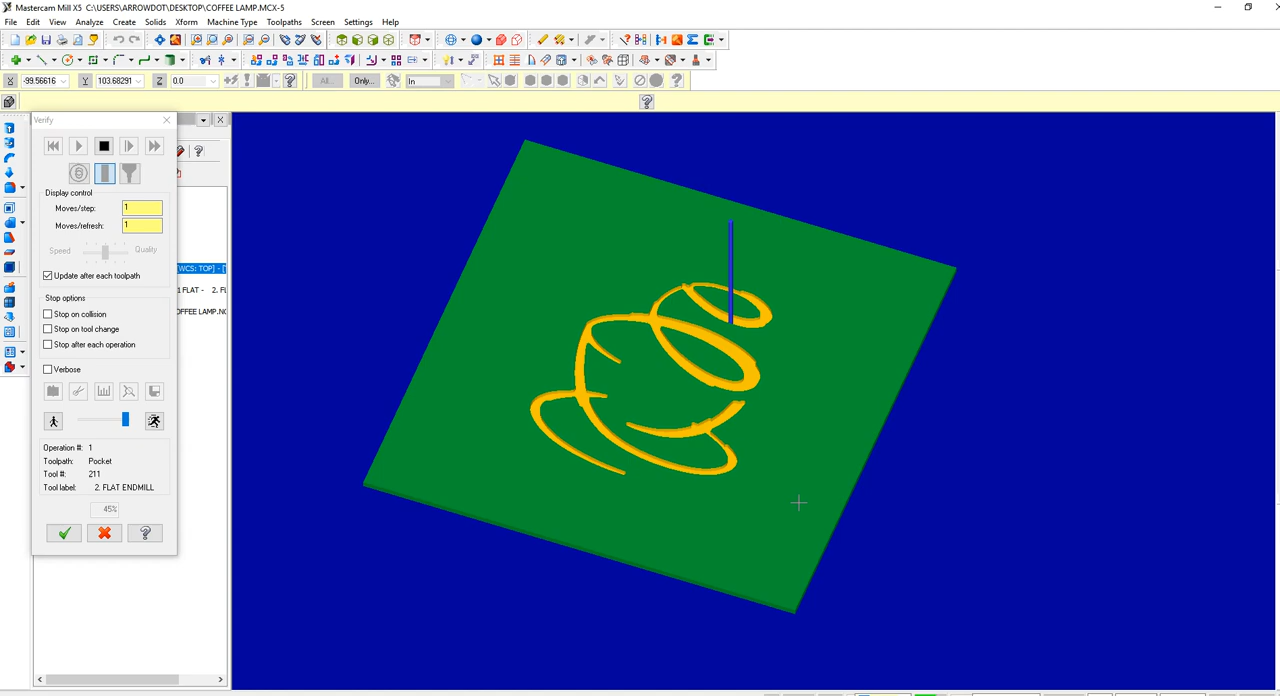 Mastercam Mill X5 C:\USERS\ARROWDOT\DESKTOP\COFFEE LAMP.MCX-5
File Edit View Analyze Create Solids Xform Machine Type Toolpaths Screen Settings Help
X -99.56616 Y 103.68291 Z 0.0 All... Only... In
Verify
Display control
Moves/step: 1
Moves/refresh: 1
Speed Quality
Update after each toolpath
Stop options
Stop on collision
Stop on tool change
Stop after each operation
Verbose
Operation #: 1
Toolpath: Pocket
Tool #: 211
Tool label: 2. FLAT ENDMILL
45%
[WCS: TOP] - [
1 FLAT - 2. FL
OFFEE LAMP.NC